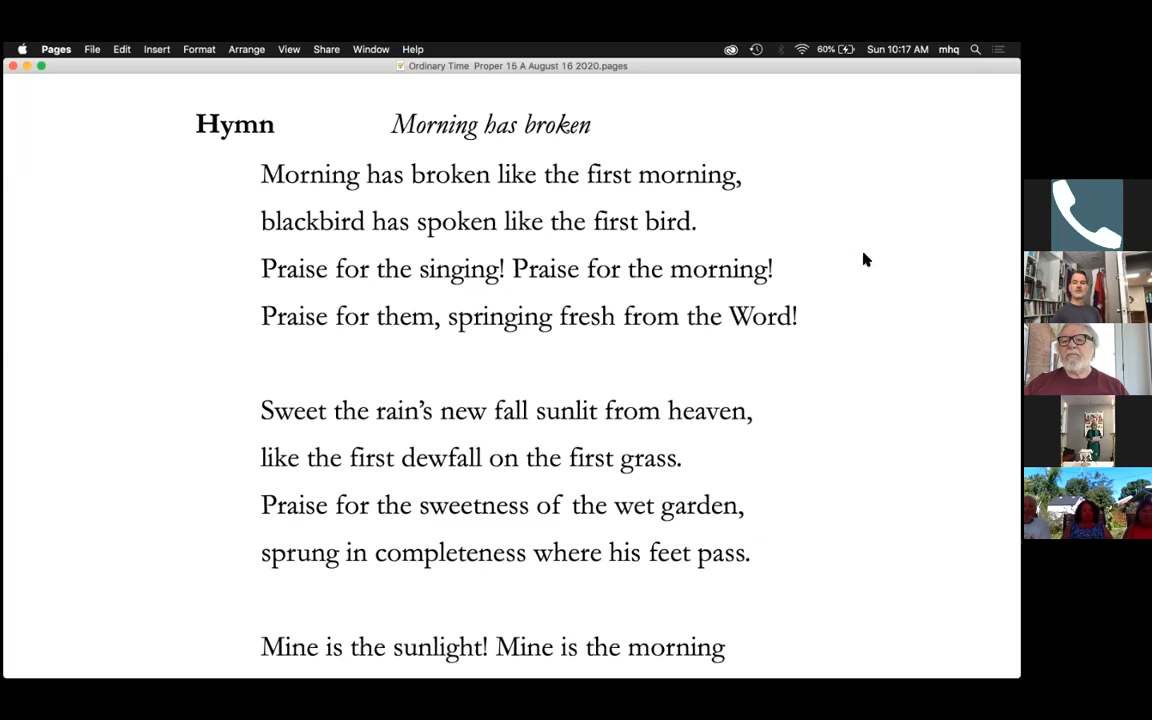 Pages File Edit Insert Format Arrange View Share Window Help 60% Sun 10:17 AM mhq
Ordinary Time Proper 15 A August 16 2020.pages
Hymn Morning has broken
Morning has broken like the first morning,
blackbird has spoken like the first bird.
Praise for the singing! Praise for the morning!
Praise for them, springing fresh from the Word!
Sweet the rain’s new fall sunlit from heaven,
like the first dewfall on the first grass.
Praise for the sweetness of the wet garden,
sprung in completeness where his feet pass.
Mine is the sunlight! Mine is the morning